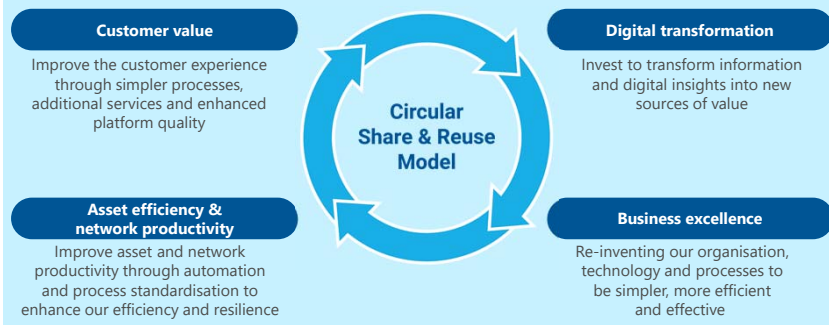 Customer value
Improve the customer experience
through simpler processes,
additional services and enhanced
platform quality
Digital transformation
Invest to transform information
and digital insights into new
sources of value
Circular
Share & Reuse
Model
Asset efficiency &
network productivity
Improve asset and network
productivity through automation
and process standardisation to
enhance our efficiency and resilience
Business excellence
Re-inventing our organisation,
technology and processes to
be simpler, more efficient
and effective